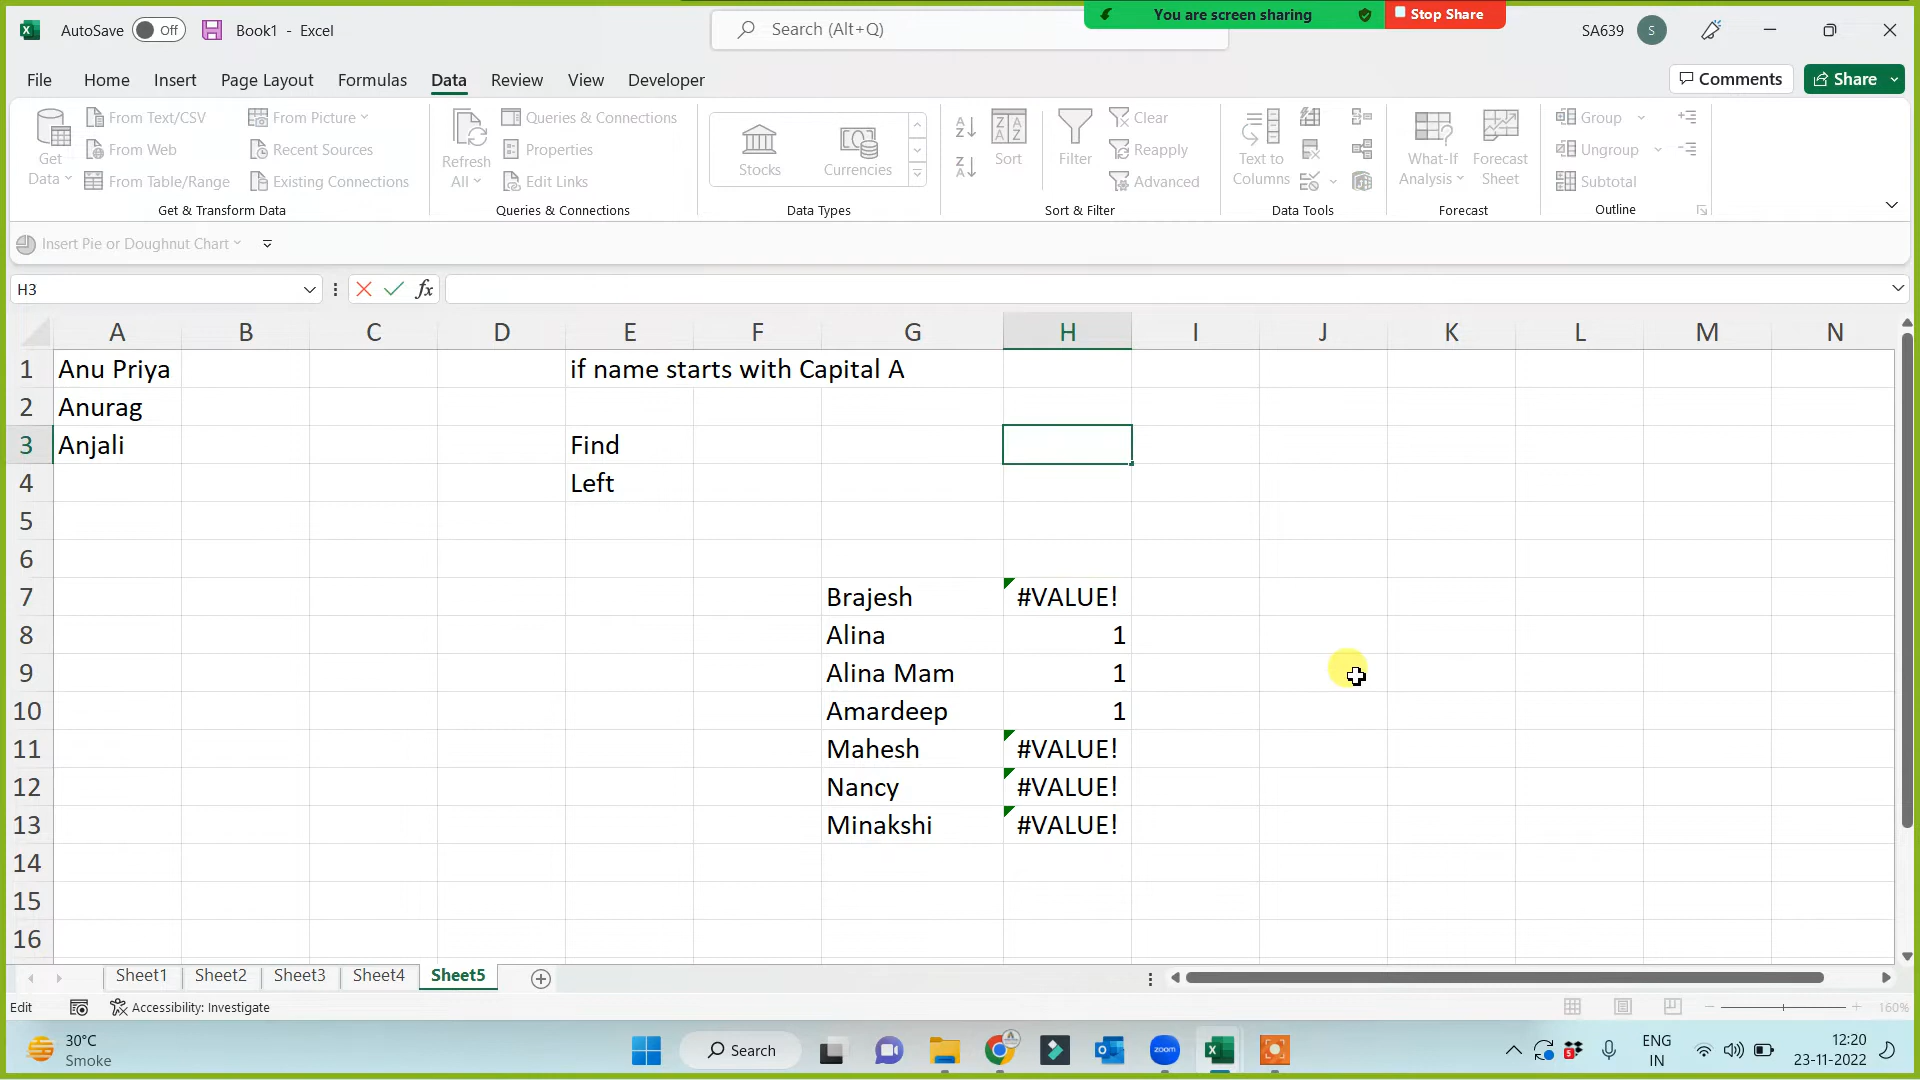 You are screen sharing
Stop Share
AutoSave Off Book1 - Excel
Search (Alt+Q)
SA639 S
File Home Insert Page Layout Formulas Data Review View Developer
Comments Share
Get Data
From Text/CSV
From Web
From Table/Range
From Picture
Recent Sources
Existing Connections
Get & Transform Data
Refresh All
Queries & Connections
Properties
Edit Links
Queries & Connections
Stocks
Currencies
Data Types
Sort
Filter
Clear
Reapply
Advanced
Sort & Filter
Text to Columns
Data Tools
What-If Analysis
Forecast Sheet
Forecast
Group
Ungroup
Subtotal
Outline
Insert Pie or Doughnut Chart
H3 fx
A B C D E F G H I J K L M N
1 Anu Priya if name starts with Capital A
2 Anurag
3 Anjali Find
4 Left
5
6
7 Brajesh #VALUE!
8 Alina 1
9 Alina Mam 1
10 Amardeep 1
11 Mahesh #VALUE!
12 Nancy #VALUE!
13 Minakshi #VALUE!
14
15
16
Sheet1 Sheet2 Sheet3 Sheet4 Sheet5
Edit Accessibility: Investigate 160%
30°C
Smoke
Search
zoom
ENG
IN
12:20
23-11-2022